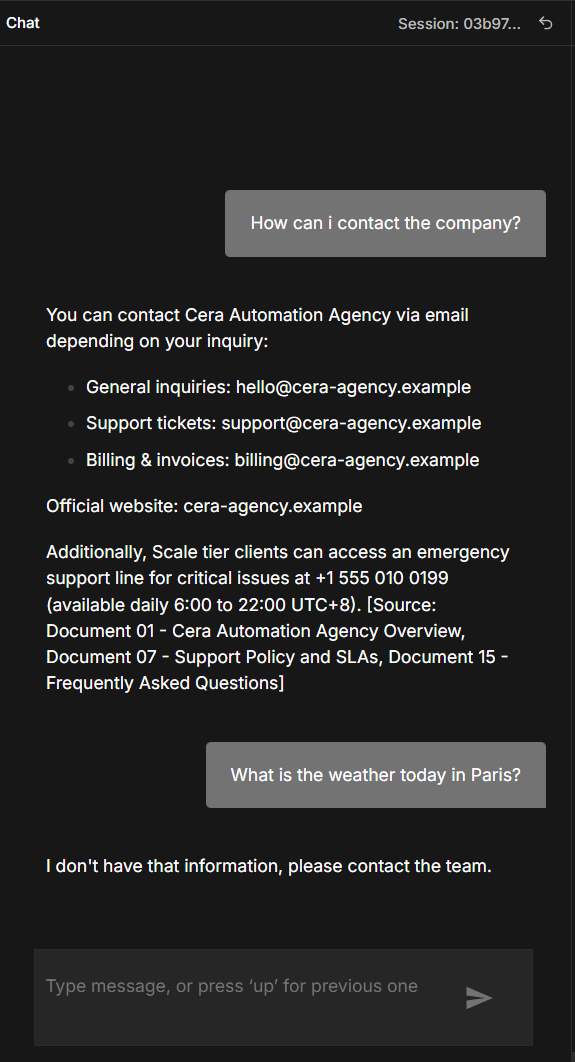 Chat
Session: 03b97...
How can i contact the company?
You can contact Cera Automation Agency via email
depending on your inquiry:
General inquiries: hello@cera-agency.example
Support tickets: support@cera-agency.example
Billing & invoices: billing@cera-agency.example
Official website: cera-agency.example
Additionally, Scale tier clients can access an emergency
support line for critical issues at +1 555 010 0199
(available daily 6:00 to 22:00 UTC+8). [Source:
Document 01 - Cera Automation Agency Overview,
Document 07 - Support Policy and SLAs, Document 15 -
Frequently Asked Questions]
What is the weather today in Paris?
I don't have that information, please contact the team.
Type message, or press ‘up’ for previous one